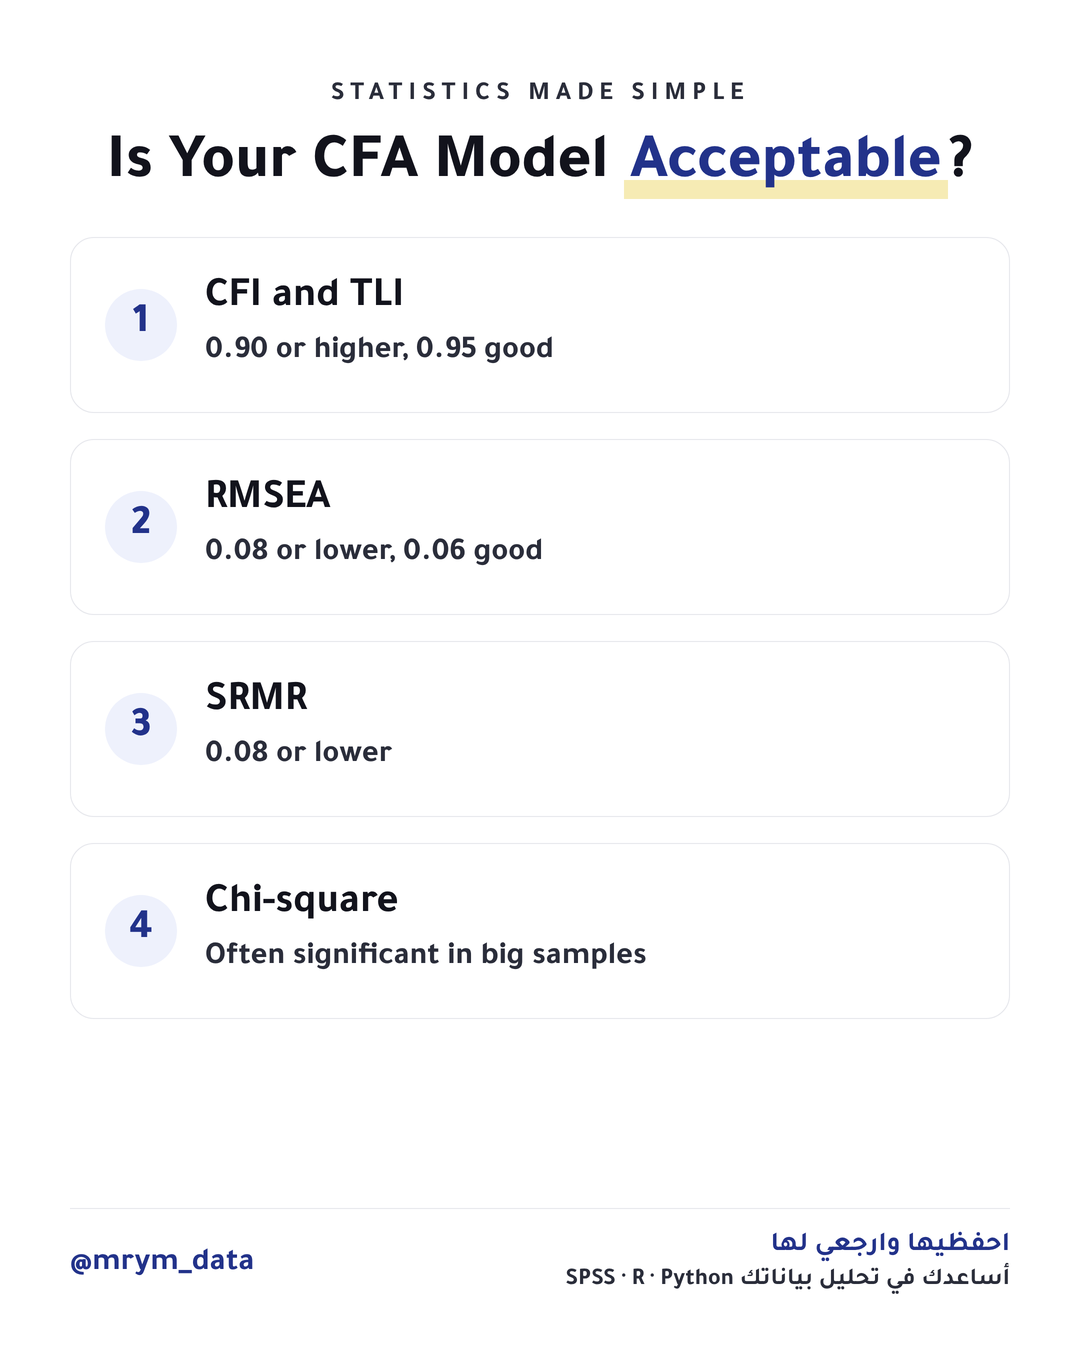 STATISTICS MADE SIMPLE
Is Your CFA Model Acceptable?
1
CFI and TLI
0.90 or higher, 0.95 good
2
RMSEA
0.08 or lower, 0.06 good
3
SRMR
0.08 or lower
4
Chi-square
Often significant in big samples
@mrym_data
احفظيها وارجعي لها
أساعدك في تحليل بياناتك SPSS · R · Python